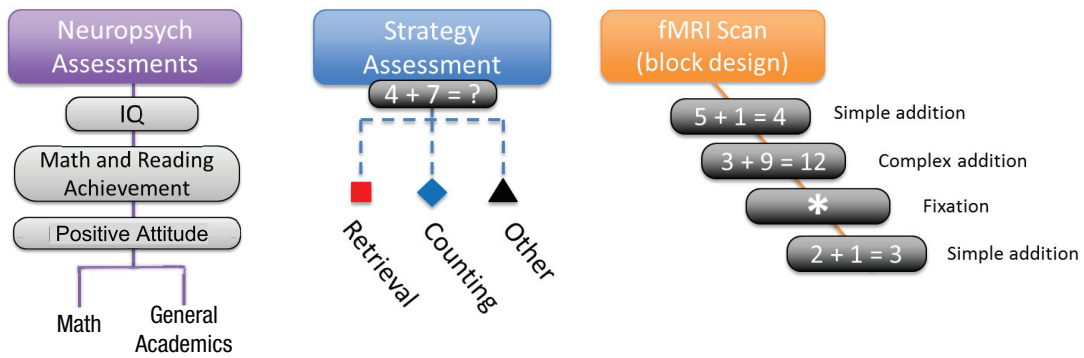 Neuropsych
Assessments
IQ
Math and Reading
Achievement
Positive Attitude
Math
General
Academics
Strategy
Assessment
4 + 7 = ?
Retrieval
Counting
Other
fMRI Scan
(block design)
5 + 1 = 4
Simple addition
3 + 9 = 12
Complex addition
*
Fixation
2 + 1 = 3
Simple addition